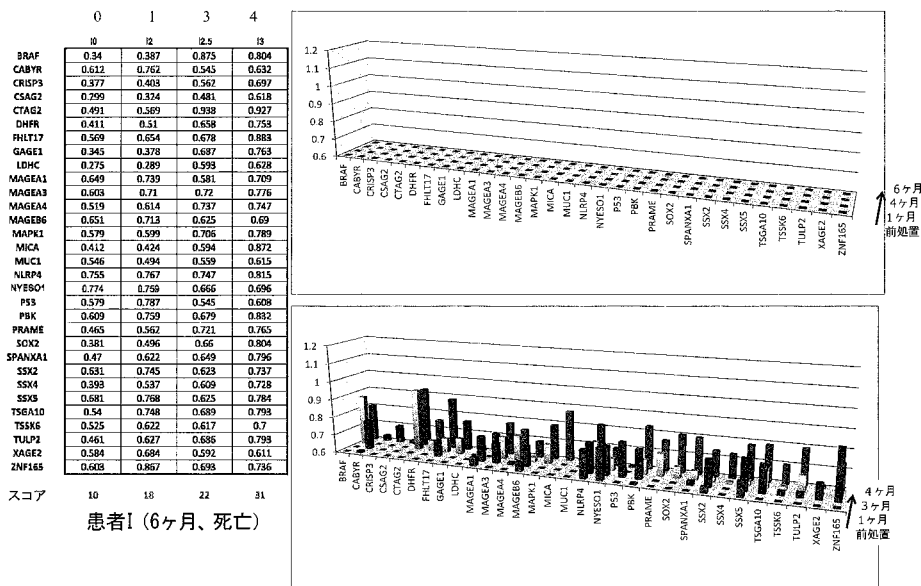 0 1 3 4
I0 I2 I2.5 I3
BRAF 0.34 0.387 0.875 0.804
CABYR 0.612 0.762 0.545 0.632
CRISP3 0.377 0.403 0.562 0.697
CSAG2 0.299 0.324 0.481 0.618
CTAG2 0.491 0.569 0.938 0.927
DHFR 0.411 0.51 0.658 0.753
FHLT17 0.569 0.654 0.678 0.883
GAGE1 0.345 0.378 0.687 0.763
LDHC 0.275 0.289 0.593 0.628
MAGEA1 0.649 0.739 0.581 0.709
MAGEA3 0.603 0.71 0.72 0.776
MAGEA4 0.519 0.614 0.737 0.747
MAGEB6 0.651 0.713 0.625 0.69
MAPK1 0.579 0.599 0.706 0.789
MICA 0.412 0.424 0.594 0.872
MUC1 0.546 0.494 0.559 0.615
NLRP4 0.755 0.767 0.747 0.815
NYESO1 0.774 0.759 0.666 0.696
P53 0.579 0.787 0.545 0.608
PBK 0.609 0.759 0.679 0.832
PRAME 0.465 0.562 0.721 0.765
SOX2 0.381 0.496 0.66 0.804
SPANXA1 0.47 0.622 0.649 0.796
SSX2 0.631 0.745 0.623 0.737
SSX4 0.393 0.537 0.609 0.728
SSX5 0.681 0.768 0.625 0.784
TSGA10 0.54 0.748 0.689 0.793
TSSK6 0.525 0.622 0.617 0.7
TULP2 0.461 0.627 0.686 0.793
XAGE2 0.584 0.684 0.592 0.611
ZNF165 0.603 0.867 0.693 0.736
スコア 10 18 22 31
患者I (6ヶ月、死亡)
1.2
1.1
1
0.9
0.8
0.7
0.6
BRAF CABYR CRISP3 CSAG2 CTAG2 DHFR FHLT17 GAGE1 LDHC MAGEA1 MAGEA3 MAGEA4 MAGEB6 MAPK1 MICA MUC1 NLRP4 NYESO1 P53 PBK PRAME SOX2 SPANXA1 SSX2 SSX4 SSX5 TSGA10 TSSK6 TULP2 XAGE2 ZNF165
6ヶ月
4ヶ月
1ヶ月
前処置
1.2
1.1
1
0.9
0.8
0.7
0.6
BRAF CABYR CRISP3 CSAG2 CTAG2 DHFR FHLT17 GAGE1 LDHC MAGEA1 MAGEA3 MAGEA4 MAGEB6 MAPK1 MICA MUC1 NLRP4 NYESO1 P53 PBK PRAME SOX2 SPANXA1 SSX2 SSX4 SSX5 TSGA10 TSSK6 TULP2 XAGE2 ZNF165
4ヶ月
3ヶ月
1ヶ月
前処置